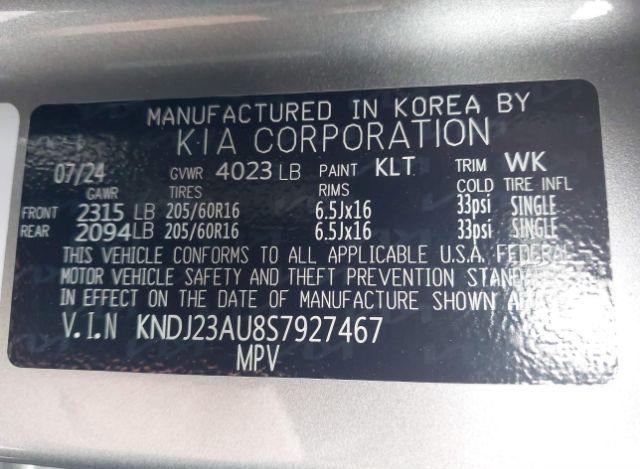 MANUFACTURED IN KOREA BY
KIA CORPORATION
07/24 GVWR 4023 LB PAINT KLT TRIM WK
GAWR TIRES RIMS COLD TIRE INFL
FRONT 2315 LB 205/60R16 6.5Jx16 33psi SINGLE
REAR 2094 LB 205/60R16 6.5Jx16 33psi SINGLE
THIS VEHICLE CONFORMS TO ALL APPLICABLE U.S.A. FEDERAL
MOTOR VEHICLE SAFETY AND THEFT PREVENTION
IN EFFECT ON THE DATE OF MANUFACTURE SHOWN
V.I.N KNDJ23AU8S7927467
MPV